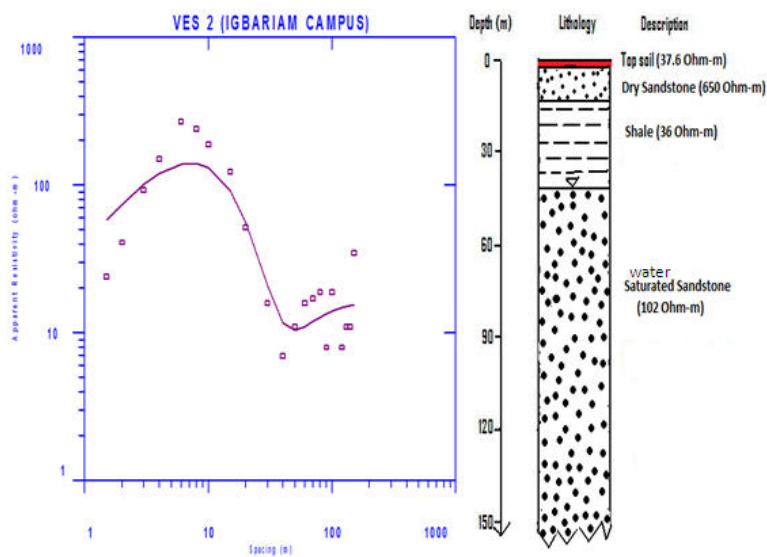 VES 2 (IGBARIAM CAMPUS)
1000
100
10
1
Apparent Resistivity (ohm-m)
1
10
100
1000
Spacing (m)
Depth (m)
Lithology
Description
0
30
60
90
120
150
Top soil (37.6 Ohm-m)
Dry Sandstone (650 Ohm-m)
Shale (36 Ohm-m)
water
Saturated Sandstone
(102 Ohm-m)